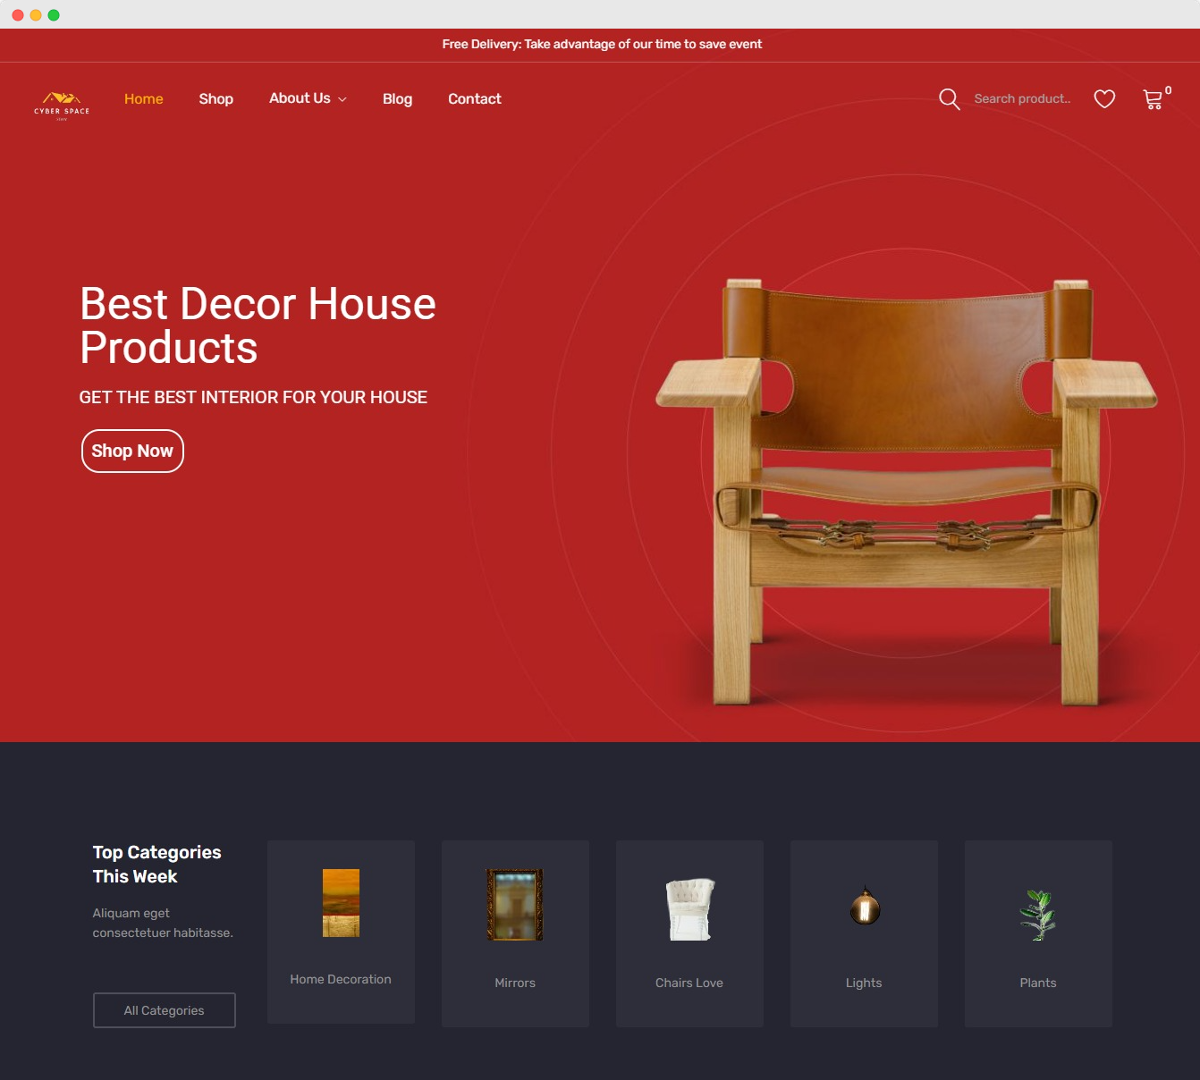 Free Delivery: Take advantage of our time to save event
CYBER SPACE
Home
Shop
About Us
Blog
Contact
Search product..
0
Best Decor House
Products
GET THE BEST INTERIOR FOR YOUR HOUSE
Shop Now
Top Categories
This Week
Aliquam eget
consectetuer habitasse.
All Categories
Home Decoration
Mirrors
Chairs Love
Lights
Plants